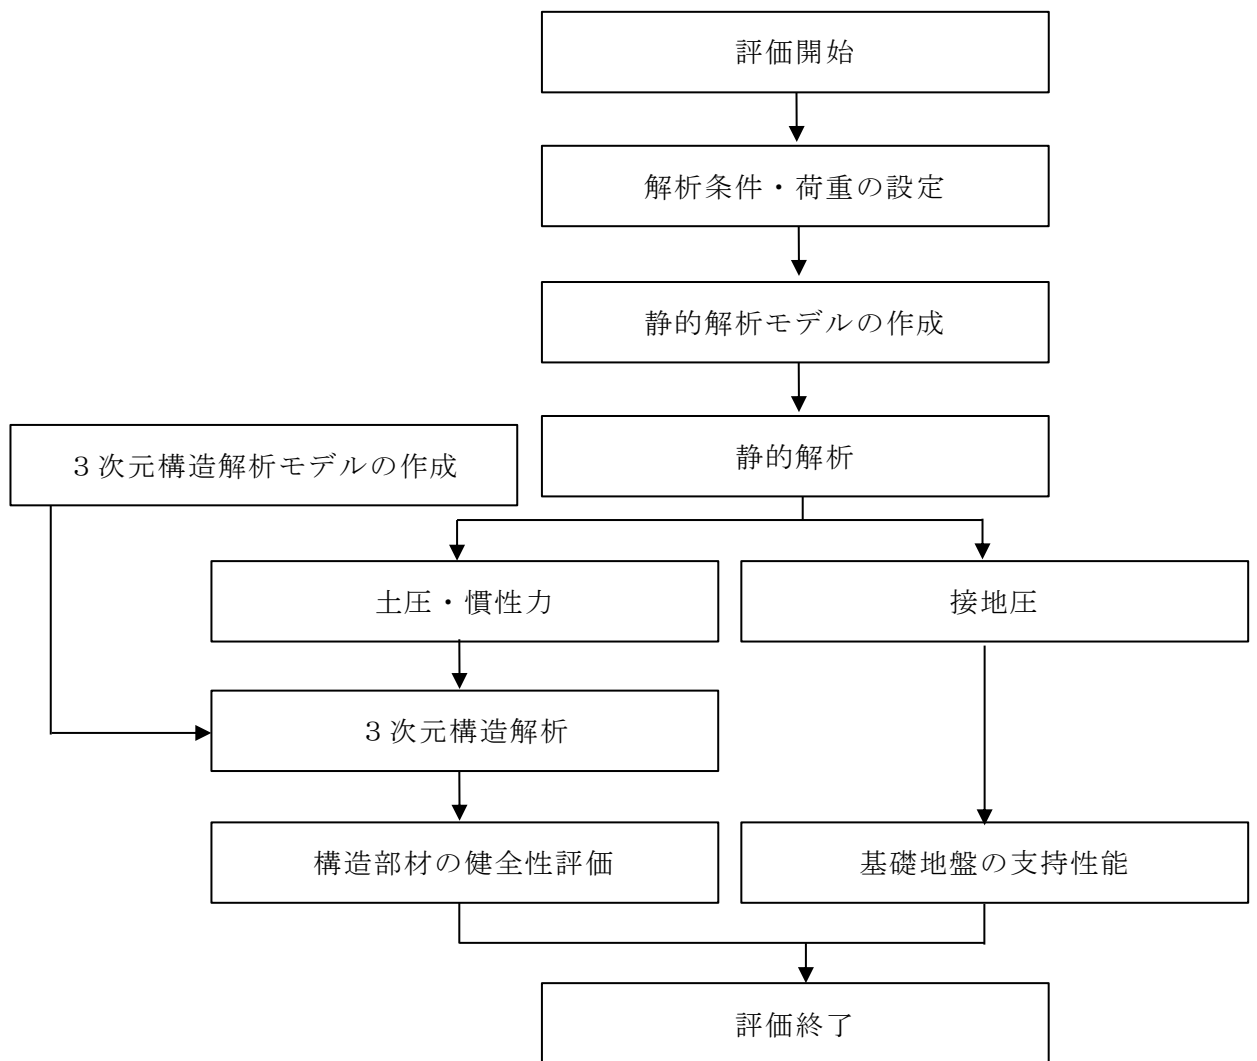 評価開始
解析条件・荷重の設定
静的解析モデルの作成
静的解析
３次元構造解析モデルの作成
土圧・慣性力
接地圧
３次元構造解析
構造部材の健全性評価
基礎地盤の支持性能
評価終了